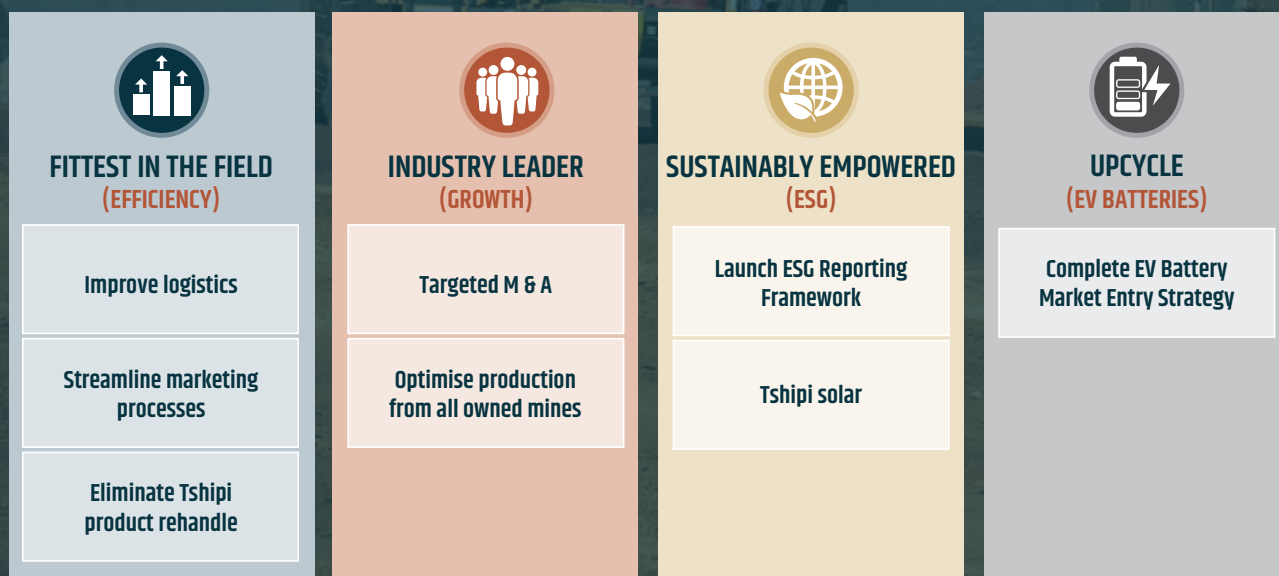 FITTEST IN THE FIELD
(EFFICIENCY)
Improve logistics
Streamline marketing
processes
Eliminate Tshipi
product rehandle
INDUSTRY LEADER
(GROWTH)
Targeted M & A
Optimise production
from all owned mines
SUSTAINABLY EMPOWERED
(ESG)
Launch ESG Reporting
Framework
Tshipi solar
UPCYCLE
(EV BATTERIES)
Complete EV Battery
Market Entry Strategy